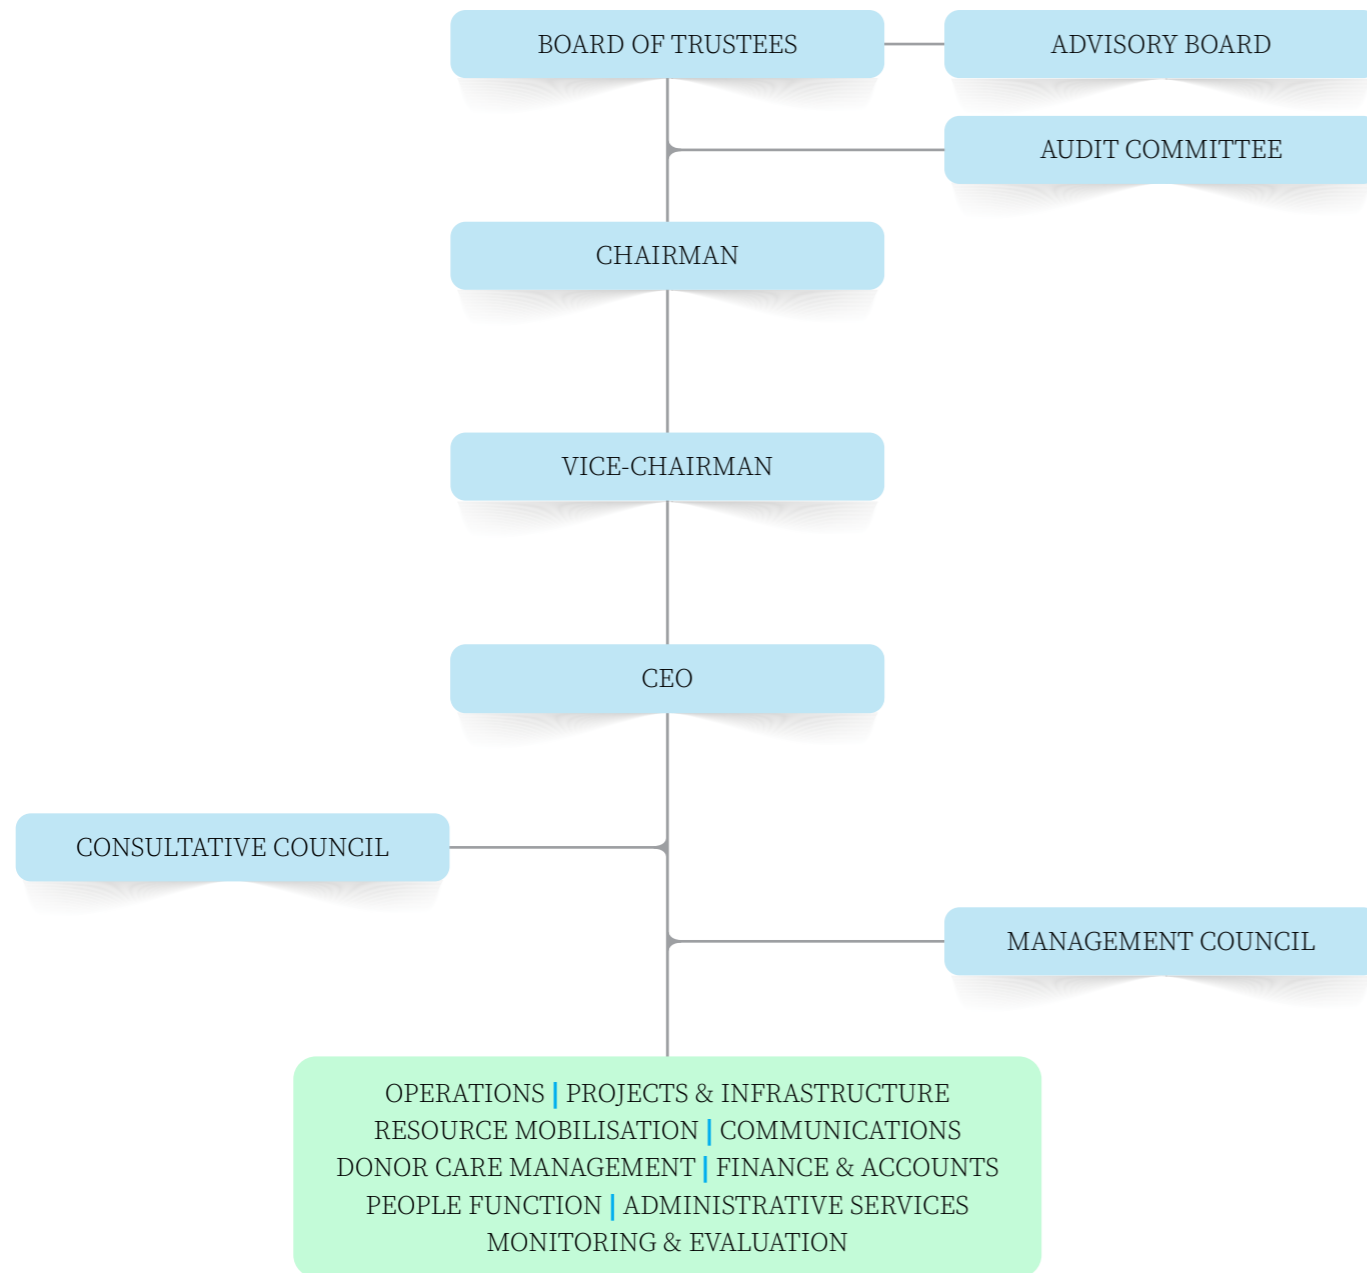 BOARD OF TRUSTEES
ADVISORY BOARD
AUDIT COMMITTEE
CHAIRMAN
VICE-CHAIRMAN
CEO
CONSULTATIVE COUNCIL
MANAGEMENT COUNCIL
OPERATIONS | PROJECTS & INFRASTRUCTURE
RESOURCE MOBILISATION | COMMUNICATIONS
DONOR CARE MANAGEMENT | FINANCE & ACCOUNTS
PEOPLE FUNCTION | ADMINISTRATIVE SERVICES
MONITORING & EVALUATION